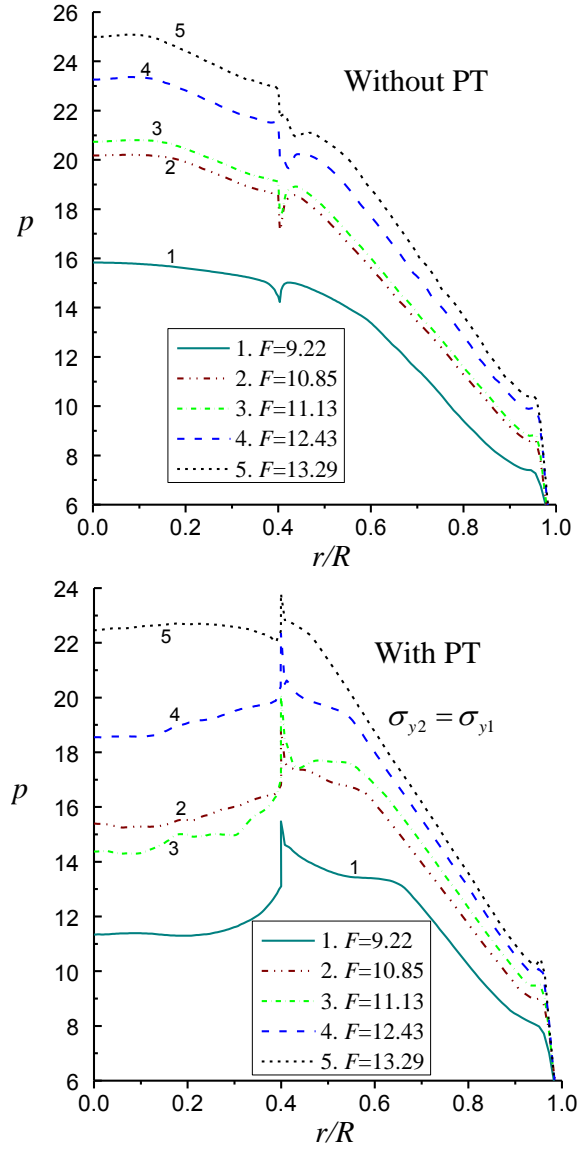 26
24
22
20
18
16
14
12
10
8
6
p
5
4
3
2
1
Without PT
1. F=9.22
2. F=10.85
3. F=11.13
4. F=12.43
5. F=13.29
0.0 0.2 0.4 0.6 0.8 1.0
r/R
24
22
20
18
16
14
12
10
8
6
p
5
4
2
3
1
With PT
σy2 = σy1
1. F=9.22
2. F=10.85
3. F=11.13
4. F=12.43
5. F=13.29
0.0 0.2 0.4 0.6 0.8 1.0
r/R